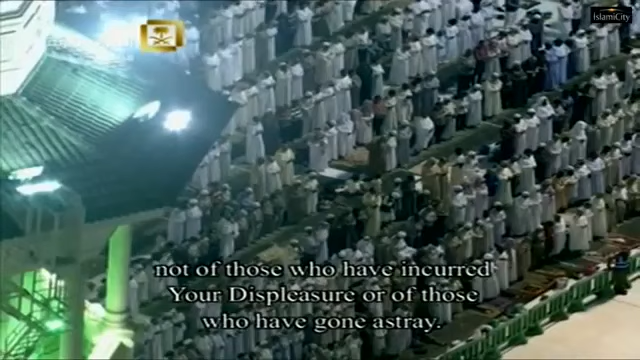 IslamiCity
not of those who have incurred
Your Displeasure or of those
who have gone astray.